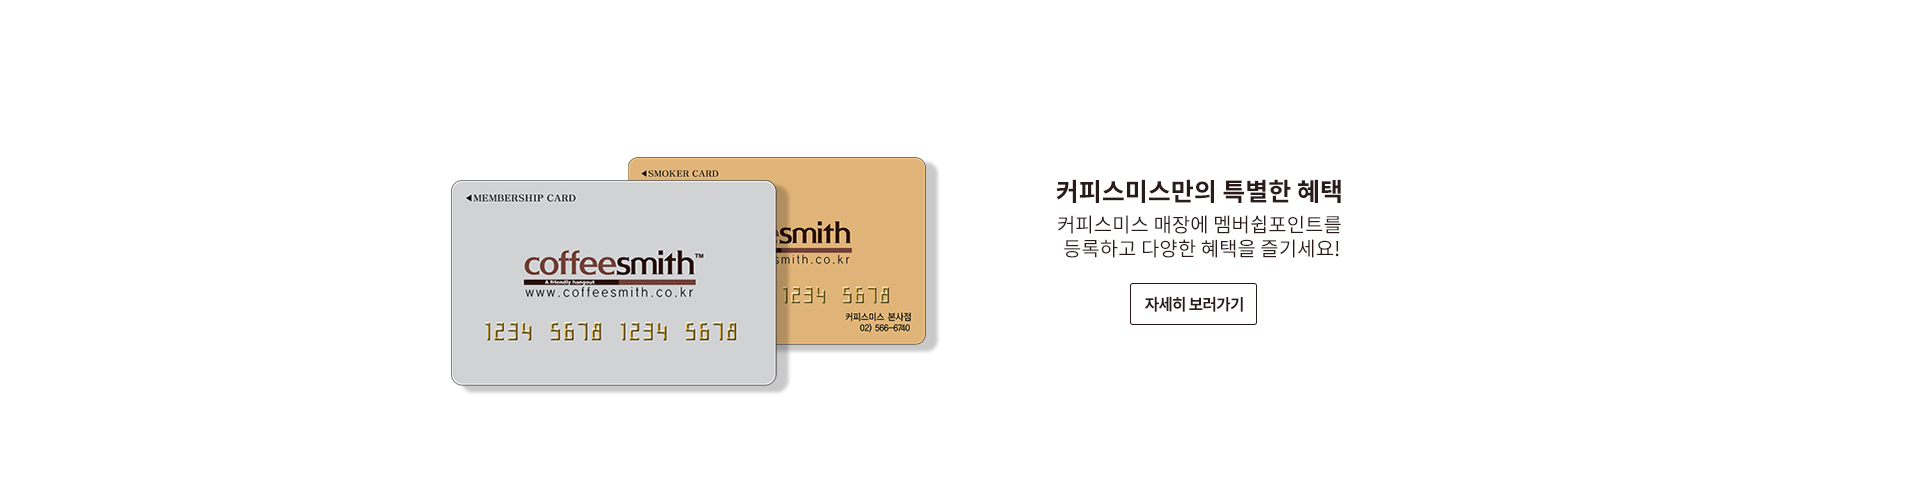 ◀MEMBERSHIP CARD
coffeesmith™
A friendly hangout
www.coffeesmith.co.kr
1234 5678 1234 5678
◀SMOKER CARD
smith
smith.co.kr
1234 5678
커피스미스 본사점
02) 566-6740
커피스미스만의 특별한 혜택
커피스미스 매장에 멤버쉽포인트를
등록하고 다양한 혜택을 즐기세요!
자세히 보러가기